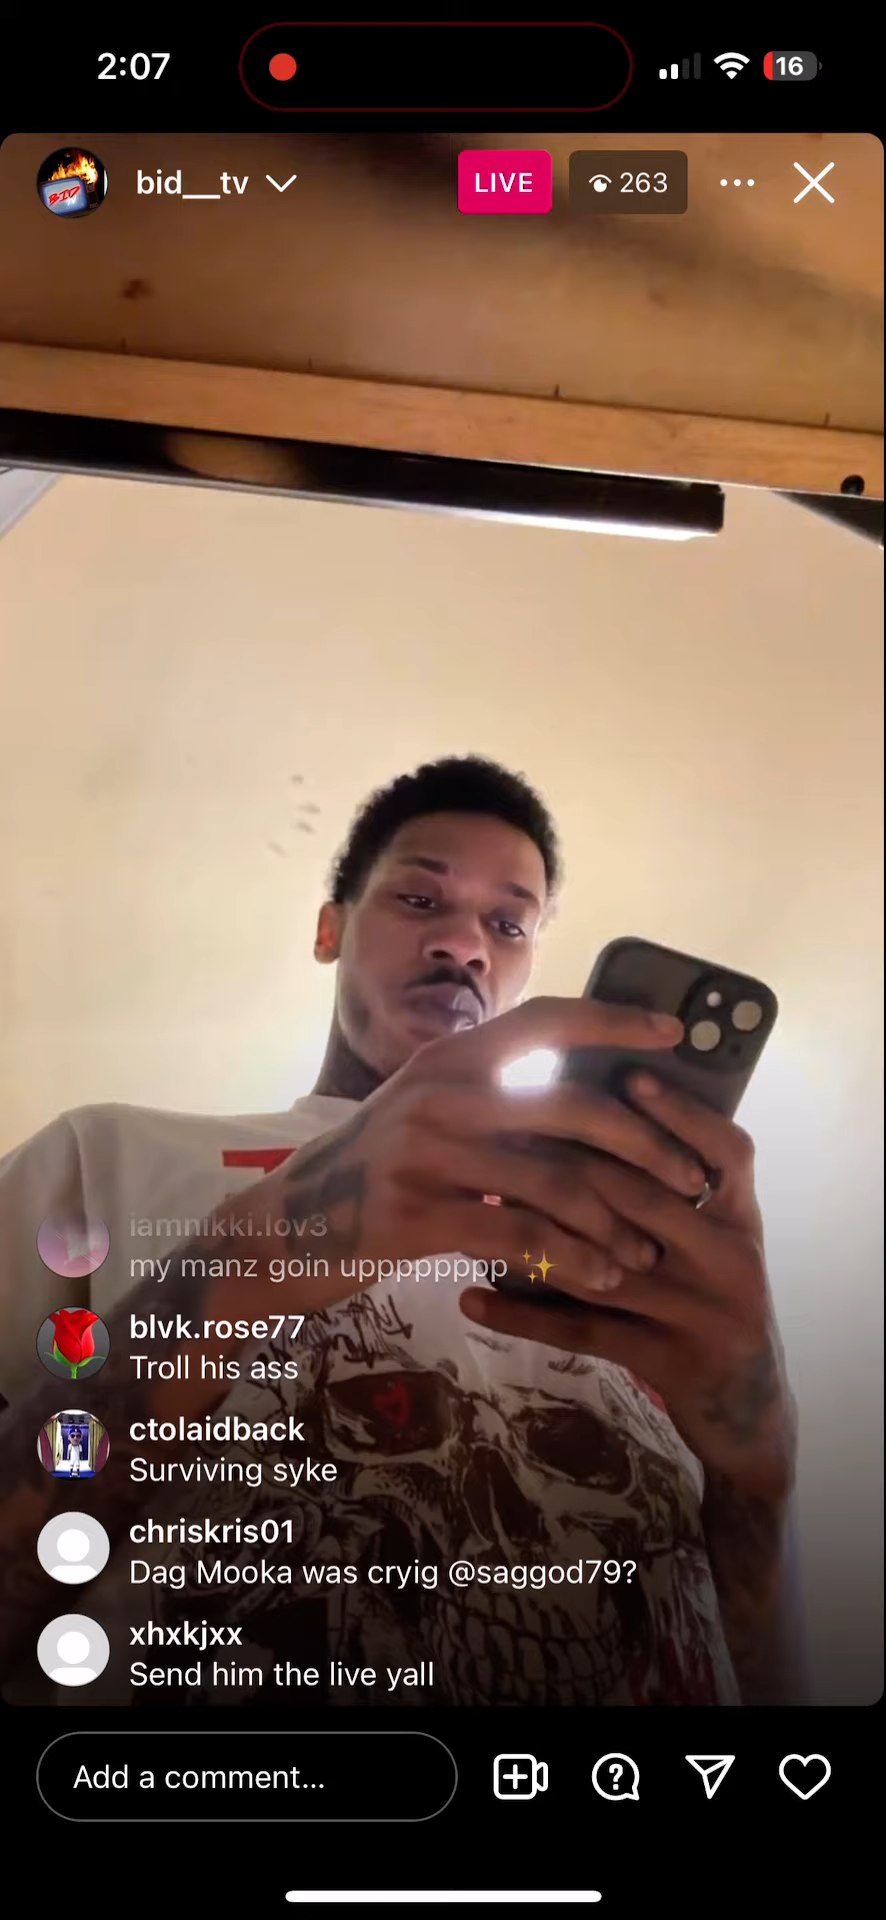 2:07
16
bid__tv
LIVE
263
iamnikki.lov3
my manz goin upppppppp ✨
blvk.rose77
Troll his ass
ctolaidback
Surviving syke
chriskris01
Dag Mooka was cryig @saggod79?
xhxkjxx
Send him the live yall
Add a comment...